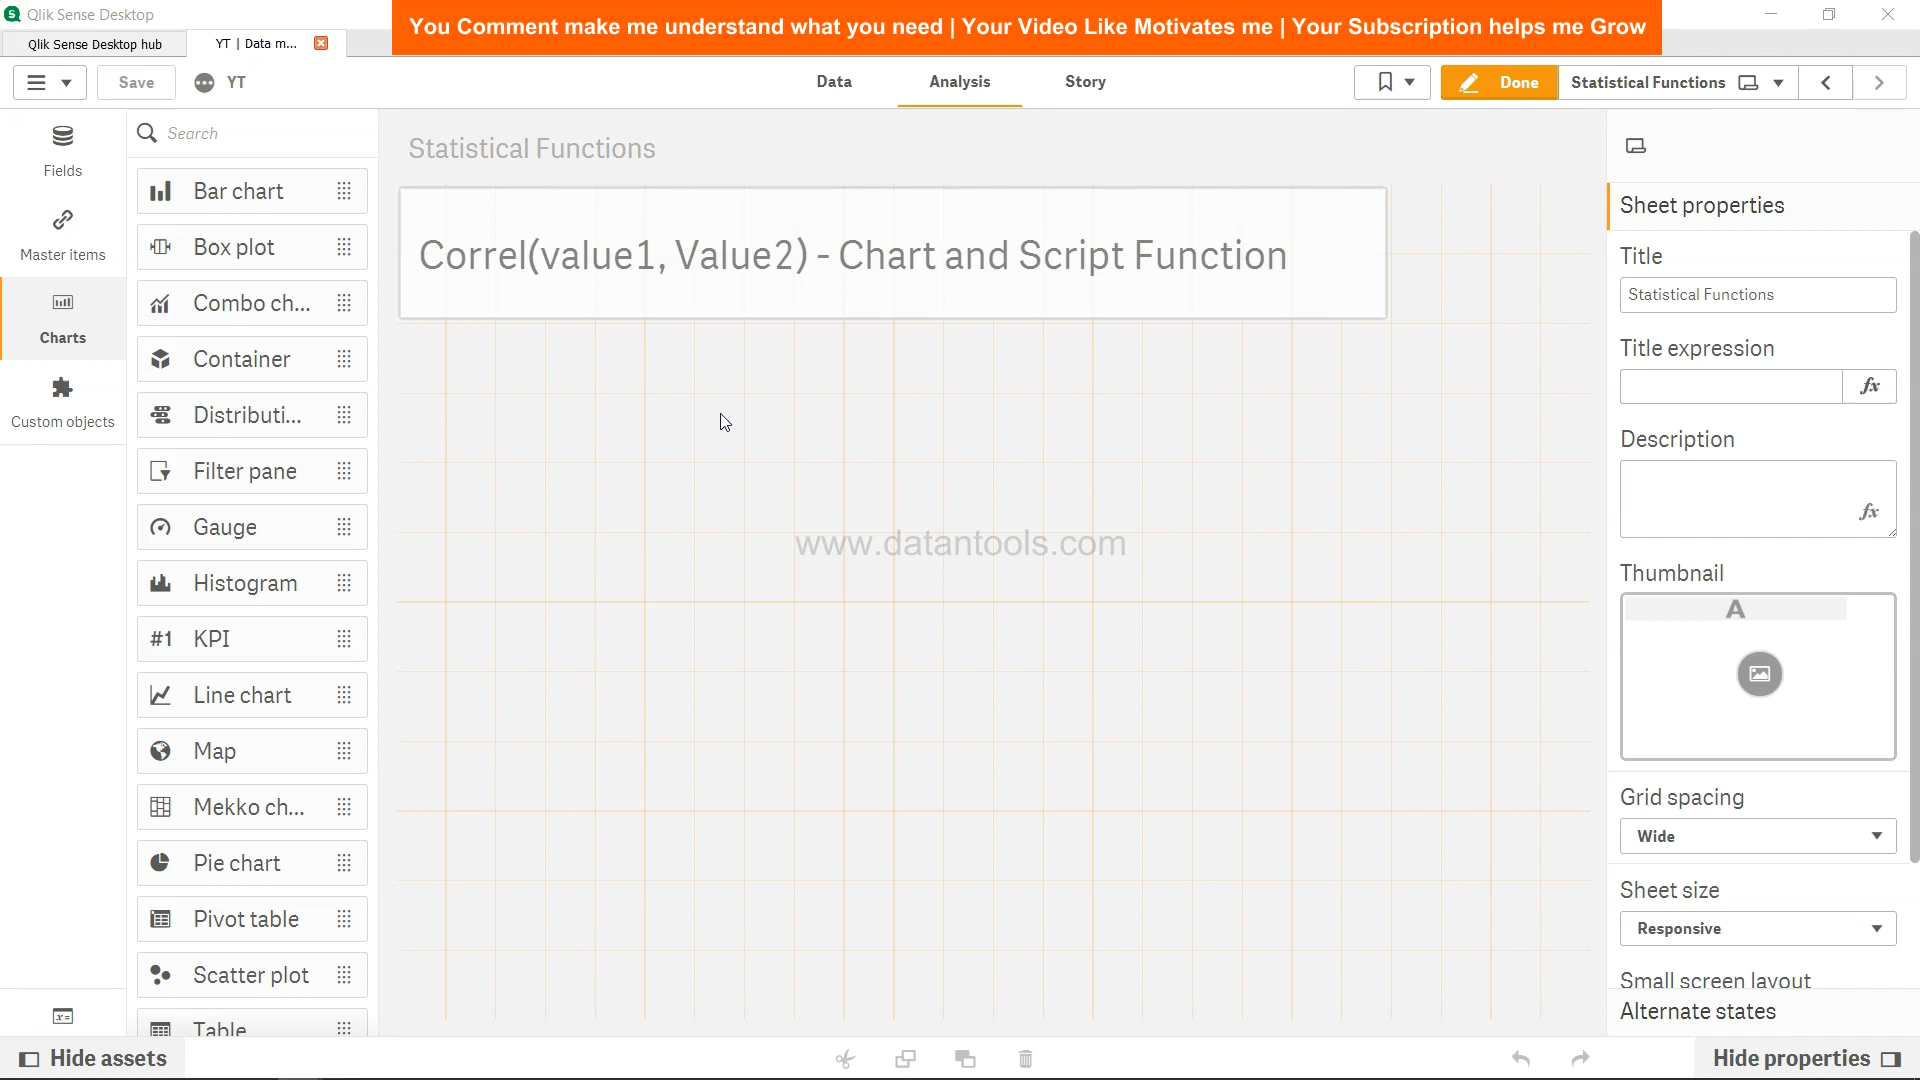 Qlik Sense Desktop
You Comment make me understand what you need | Your Video Like Motivates me | Your Subscription helps me Grow
Qlik Sense Desktop hub
YT | Data m...
Save
YT
Data
Analysis
Story
Done
Statistical Functions
Fields
Master items
Charts
Custom objects
Search
Bar chart
Box plot
Combo ch...
Container
Distributi...
Filter pane
Gauge
Histogram
#1 KPI
Line chart
Map
Mekko ch...
Pie chart
Pivot table
Scatter plot
Table
Statistical Functions
Correl(value1, Value2) - Chart and Script Function
www.datantools.com
Sheet properties
Title
Statistical Functions
Title expression
fx
Description
fx
Thumbnail
A
Grid spacing
Wide
Sheet size
Responsive
Small screen layout
Alternate states
x=
Hide assets
Hide properties